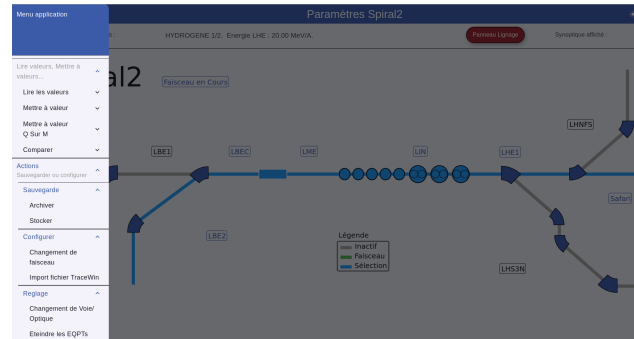 Menu application
Paramètres Spiral2
HYDROGENE 1/2, Energie LHE : 20.00 MeV/A.
Panneau Lignage
Synoptique affiché :
Lire valeurs, Mettre à
valeurs...
al2
Faisceau en Cours
Lire les valeurs
Mettre à valeur
Mettre à valeur
Q Sur M
Comparer
LHNFS
LBE1
LBEC
LME
LIN
LHE1
Actions
Sauvegarder ou configurer
Sauvegarde
Safari
Archiver
Stocker
LBE2
Légende
Inactif
Faisceau
Sélection
Configurer
Changement de
faisceau
Import fichier TraceWin
LHS3N
Reglage
Changement de Voie/
Optique
Eteindre les EQPTs